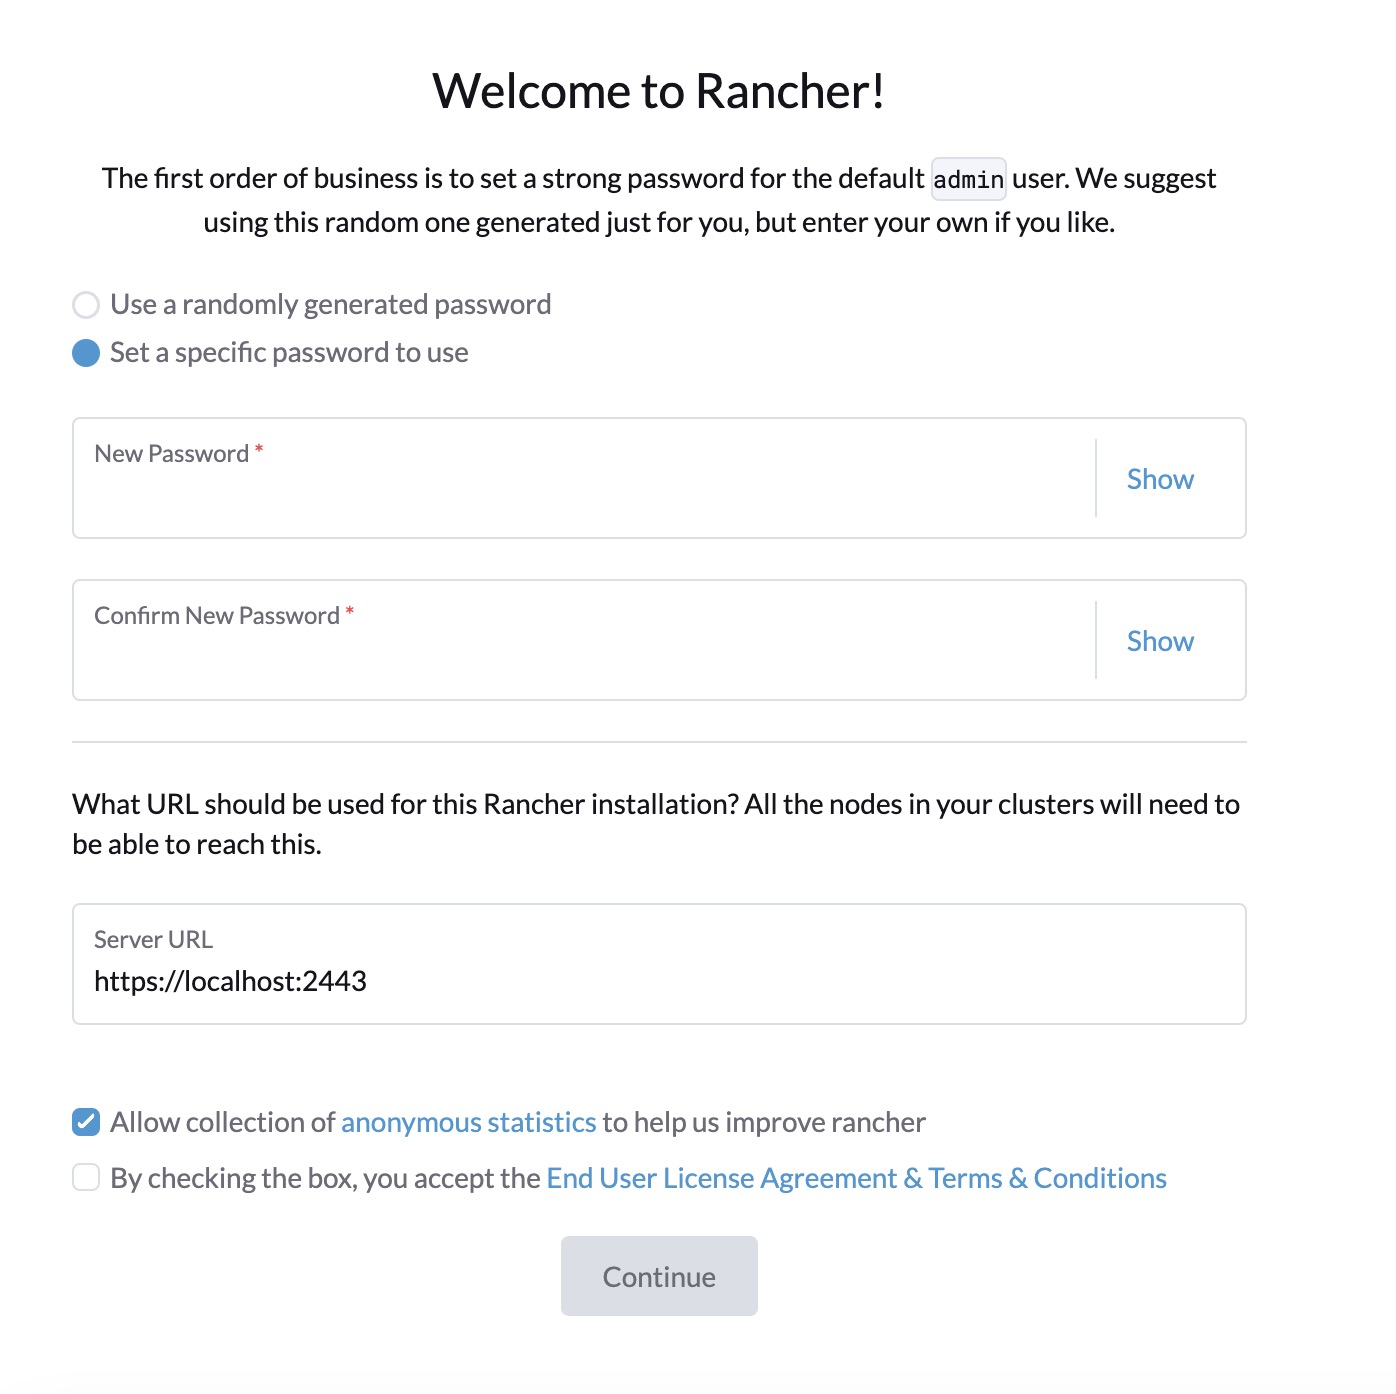 Welcome to Rancher!
The first order of business is to set a strong password for the default admin user. We suggest
using this random one generated just for you, but enter your own if you like.
Use a randomly generated password
Set a specific password to use
New Password *
Show
Confirm New Password *
Show
What URL should be used for this Rancher installation? All the nodes in your clusters will need to
be able to reach this.
Server URL
https://localhost:2443
Allow collection of anonymous statistics to help us improve rancher
By checking the box, you accept the End User License Agreement & Terms & Conditions
Continue